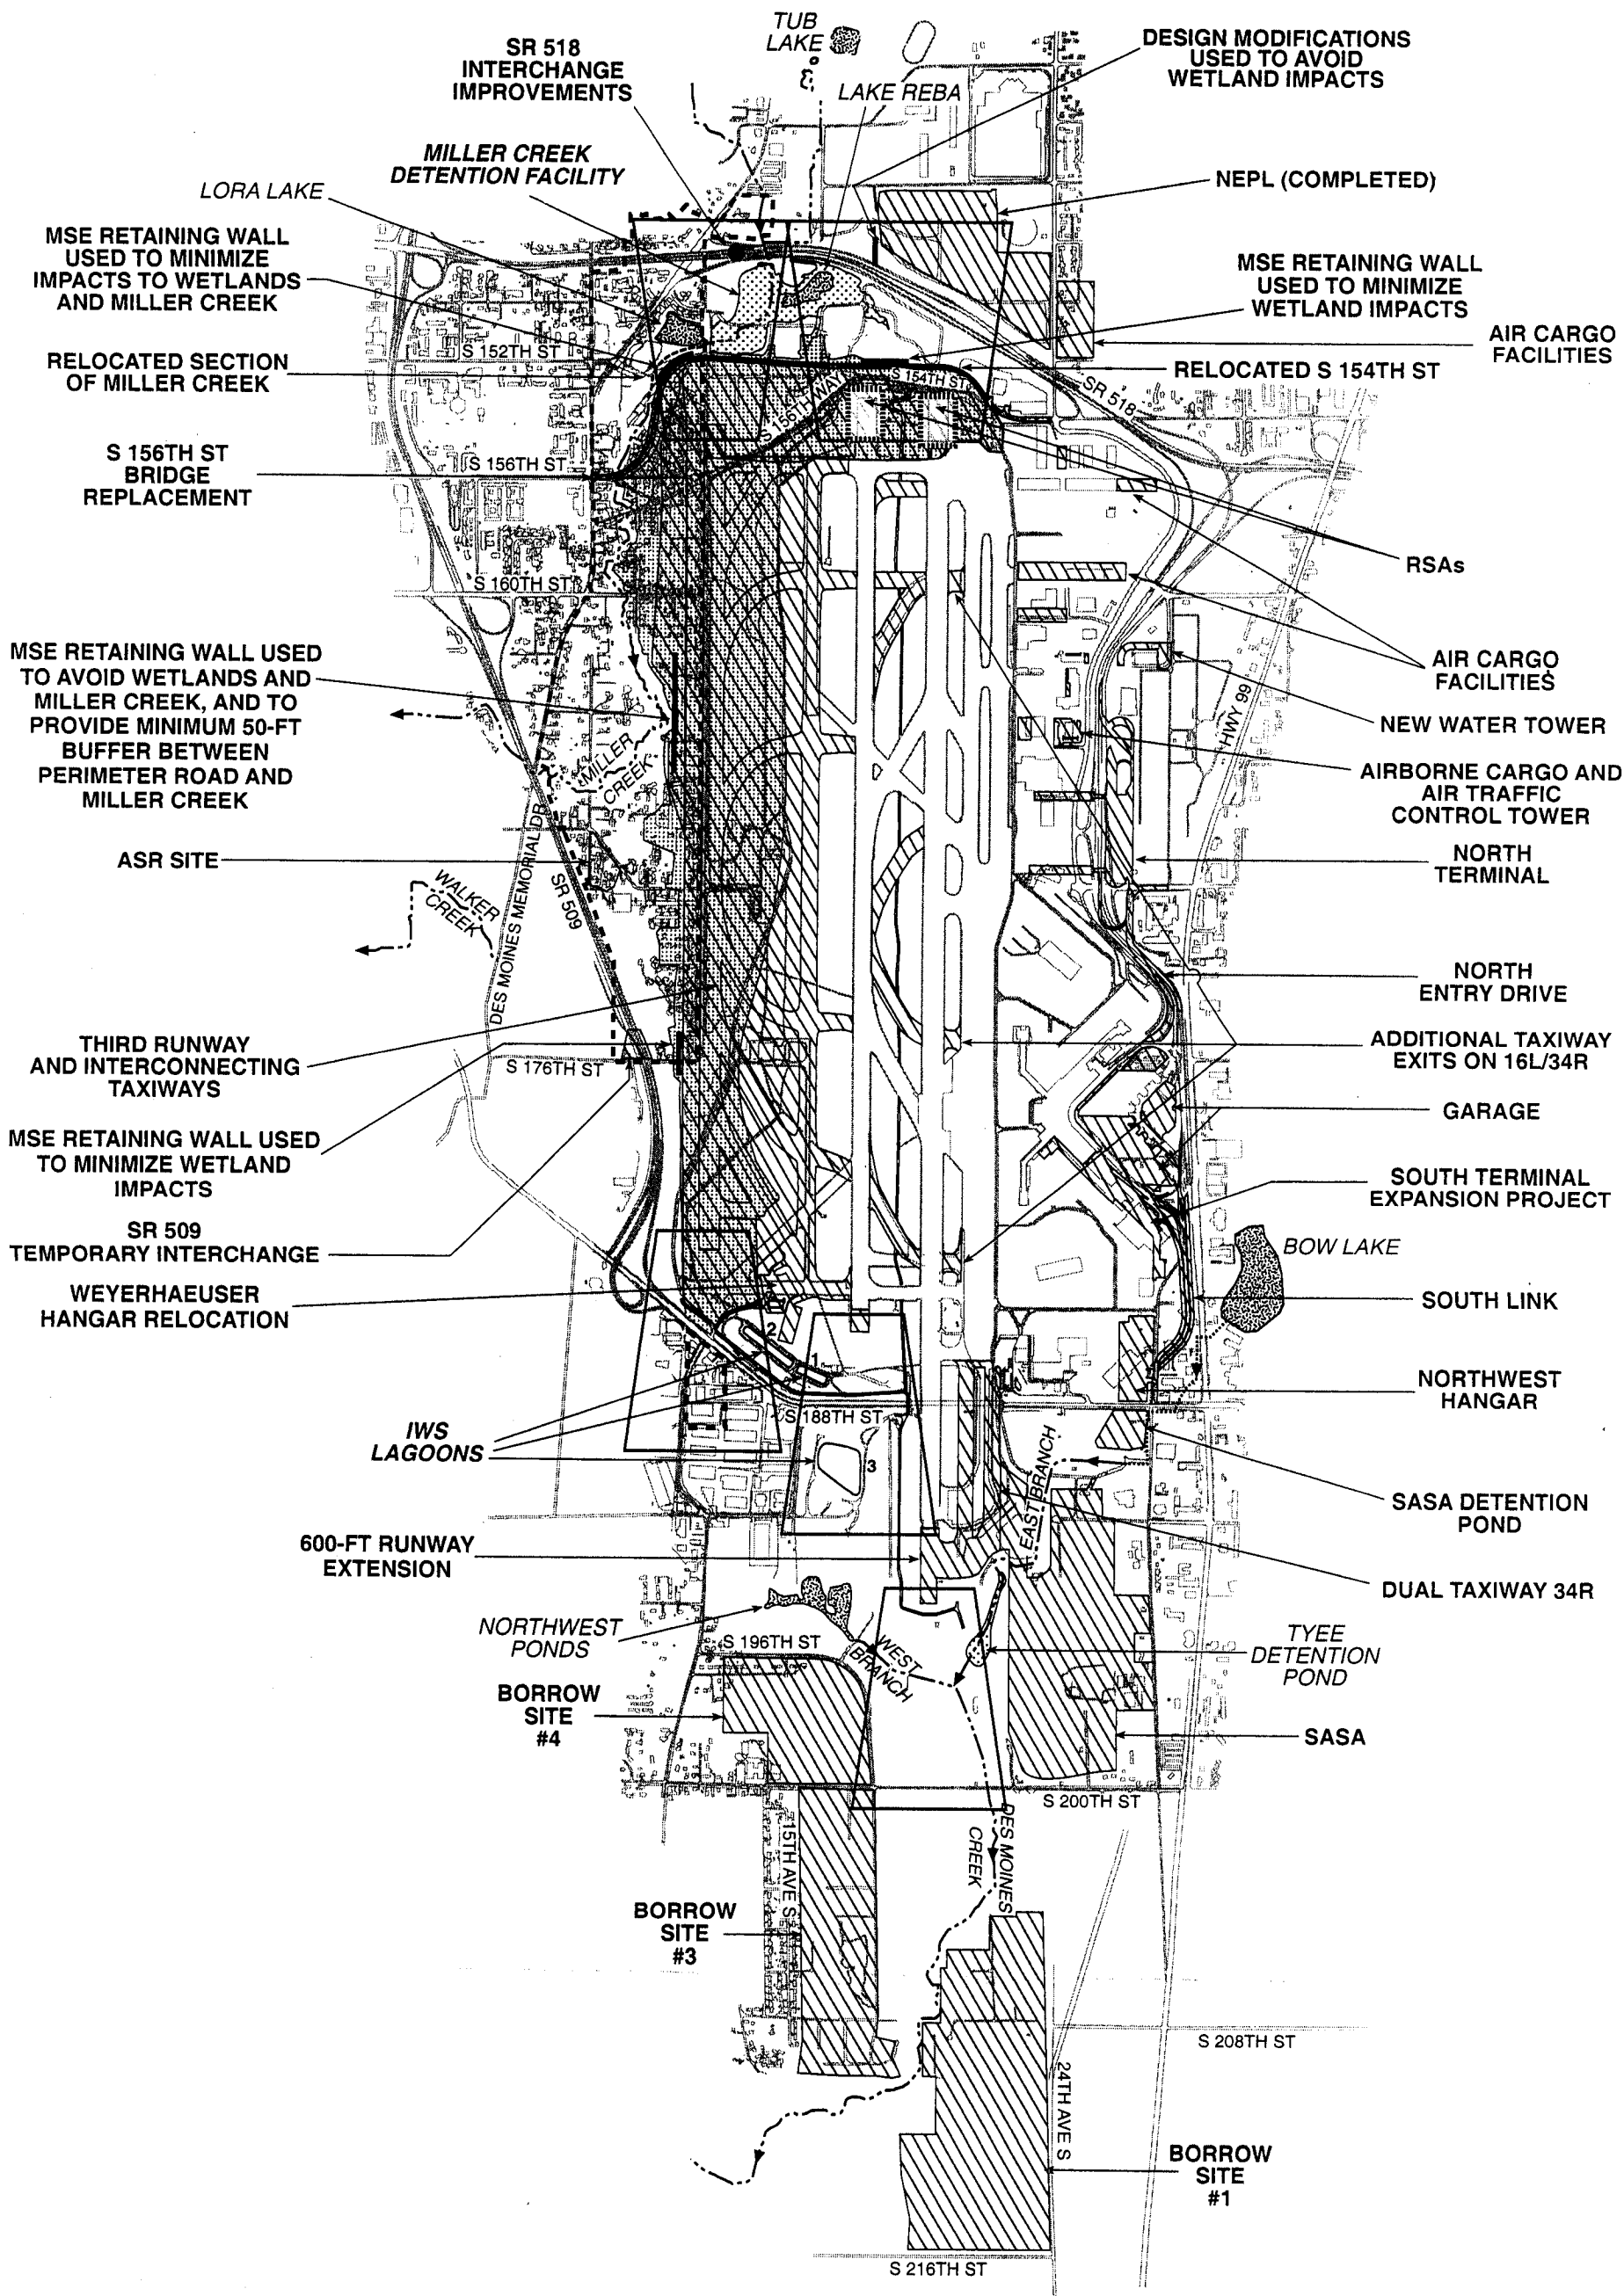 TUB
LAKE
SR 518
INTERCHANGE
IMPROVEMENTS
DESIGN MODIFICATIONS
USED TO AVOID
WETLAND IMPACTS
LAKE REBA
MILLER CREEK
DETENTION FACILITY
LORA LAKE
NEPL (COMPLETED)
MSE RETAINING WALL
USED TO MINIMIZE
IMPACTS TO WETLANDS
AND MILLER CREEK
MSE RETAINING WALL
USED TO MINIMIZE
WETLAND IMPACTS
AIR CARGO
FACILITIES
S 152TH ST
RELOCATED SECTION
OF MILLER CREEK
RELOCATED S 154TH ST
S 154TH ST
SR 518
S 156TH WAY
S 156TH ST
BRIDGE
REPLACEMENT
S 156TH ST
RSAs
S 160TH ST
MSE RETAINING WALL USED
TO AVOID WETLANDS AND
MILLER CREEK, AND TO
PROVIDE MINIMUM 50-FT
BUFFER BETWEEN
PERIMETER ROAD AND
MILLER CREEK
AIR CARGO
FACILITIES
HWY 99
NEW WATER TOWER
MILLER
CREEK
AIRBORNE CARGO AND
AIR TRAFFIC
CONTROL TOWER
ASR SITE
DES MOINES MEMORIAL DR
SR 509
WALKER
CREEK
NORTH
TERMINAL
NORTH
ENTRY DRIVE
THIRD RUNWAY
AND INTERCONNECTING
TAXIWAYS
S 176TH ST
ADDITIONAL TAXIWAY
EXITS ON 16L/34R
GARAGE
MSE RETAINING WALL USED
TO MINIMIZE WETLAND
IMPACTS
SOUTH TERMINAL
EXPANSION PROJECT
SR 509
TEMPORARY INTERCHANGE
BOW LAKE
WEYERHAEUSER
HANGAR RELOCATION
SOUTH LINK
2
1
NORTHWEST
HANGAR
S 188TH ST
IWS
LAGOONS
3
EAST BRANCH
SASA DETENTION
POND
600-FT RUNWAY
EXTENSION
DUAL TAXIWAY 34R
NORTHWEST
PONDS
S 196TH ST
WEST
BRANCH
TYEE
DETENTION
POND
BORROW
SITE
#4
SASA
S 200TH ST
15TH AVE S
DES MOINES
CREEK
BORROW
SITE
#3
S 208TH ST
24TH AVE S
BORROW
SITE
#1
S 216TH ST